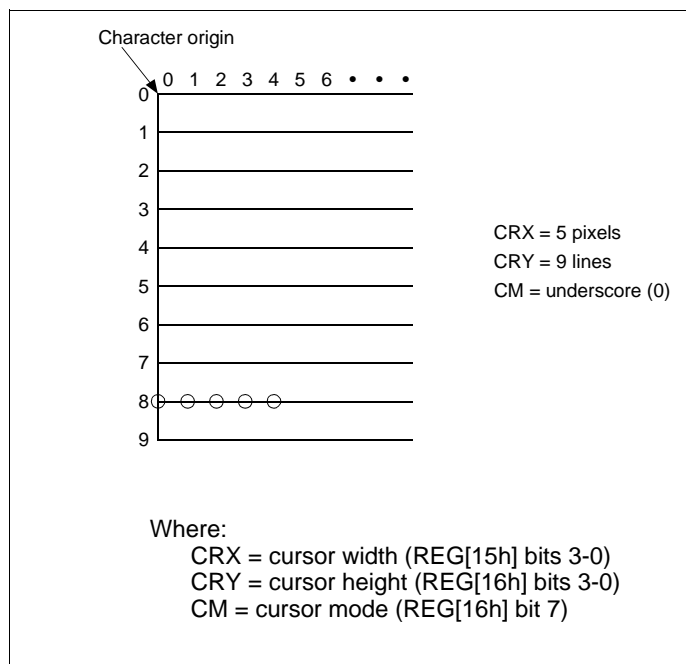 Character origin
0 1 2 3 4 5 6 • • •
0
1
2
3
CRX = 5 pixels
4
CRY = 9 lines
5
CM = underscore (0)
6
7
8
9
Where:
CRX = cursor width (REG[15h] bits 3-0)
CRY = cursor height (REG[16h] bits 3-0)
CM = cursor mode (REG[16h] bit 7)